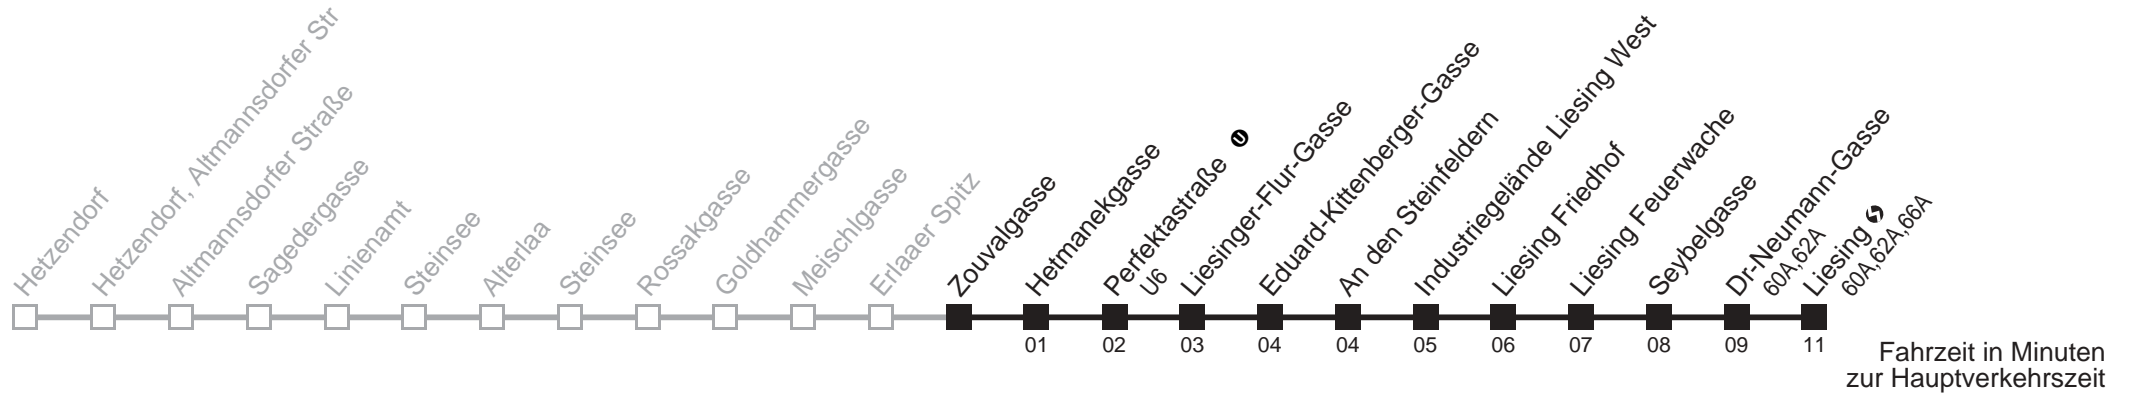 Hetzendorf
Hetzendorf, Altmannsdorfer Str
Altmannsdorfer Straße
Sagedergasse
Linienamt
Steinsee
Alterlaa
Steinsee
Rossakgasse
Goldhammergasse
Meischlgasse
Erlaaer Spitz
Zouvalgasse
Hetmanekgasse
Perfektastraße U
U6
Liesinger-Flur-Gasse
Eduard-Kittenberger-Gasse
An den Steinfeldern
Industriegelände Liesing West
Liesing Friedhof
Liesing Feuerwache
Seybelgasse
Dr-Neumann-Gasse
60A,62A
Liesing
60A,62A,66A
01 02 03 04 04 05 06 07 08 09 11
Fahrzeit in Minuten
zur Hauptverkehrszeit